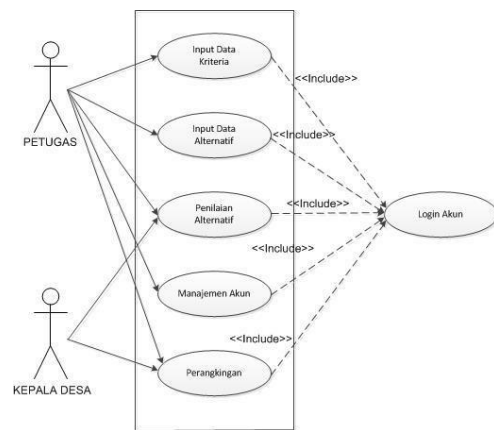 Input Data
Kriteria
<<Include>>
PETUGAS
Input Data
Alternatif
<<Include>>
Penilaian
Alternatif
<<Include>>
Login Akun
<<Include>>
Manajemen Akun
<<Include>>
Perangkingan
KEPALA DESA